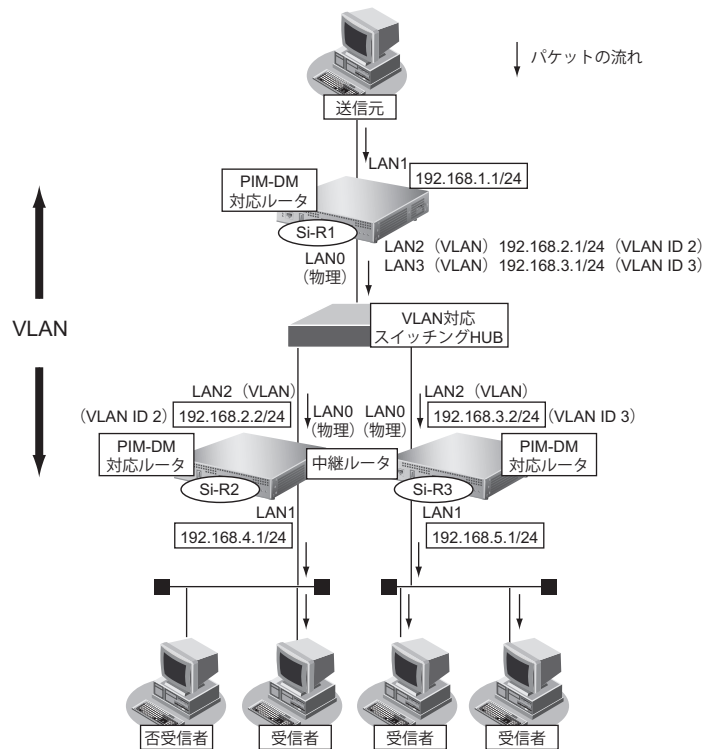 パケットの流れ
送信元
LAN1
192.168.1.1/24
PIM-DM
対応ルータ
Si-R1
LAN0
(物理)
LAN2(VLAN)192.168.2.1/24(VLAN ID 2)
LAN3(VLAN)192.168.3.1/24(VLAN ID 3)
VLAN
VLAN対応
スイッチングHUB
LAN2(VLAN)
(VLAN ID 2)
192.168.2.2/24
LAN0
(物理)
LAN0
(物理)
LAN2(VLAN)
192.168.3.2/24
(VLAN ID 3)
PIM-DM
対応ルータ
中継ルータ
PIM-DM
対応ルータ
Si-R2
Si-R3
LAN1
192.168.4.1/24
LAN1
192.168.5.1/24
否受信者
受信者
受信者
受信者